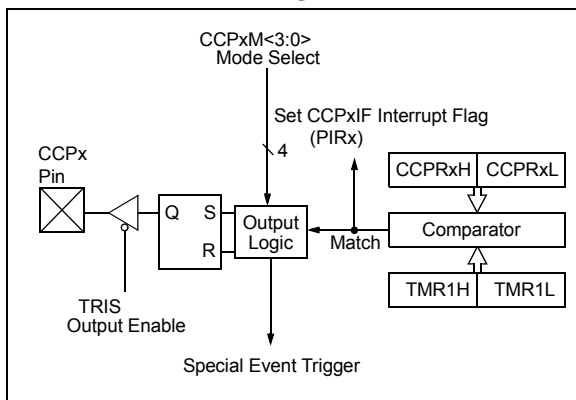 CCPxM<3:0>
Mode Select
Set CCPxIF Interrupt Flag
(PIRx)
4
CCPx
Pin
CCPRxH CCPRxL
Q S
R
Output
Logic
Match
Comparator
TMR1H TMR1L
TRIS
Output Enable
Special Event Trigger